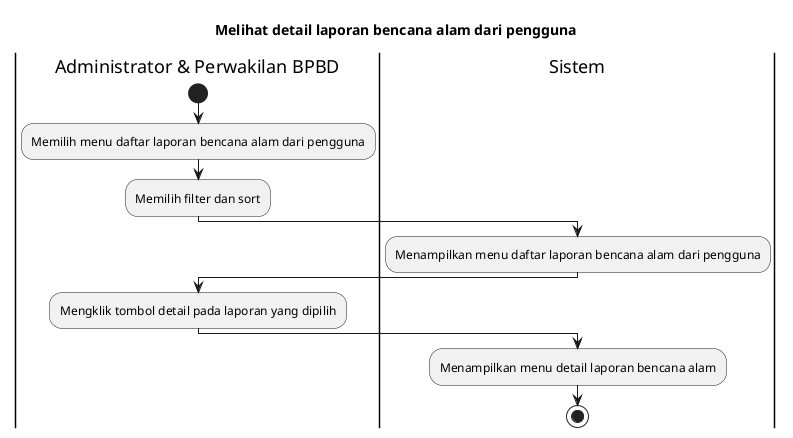 Melihat detail laporan bencana alam dari pengguna
Administrator & Perwakilan BPBD
Sistem
Memilih menu daftar laporan bencana alam dari pengguna
Memilih filter dan sort
Menampilkan menu daftar laporan bencana alam dari pengguna
Mengklik tombol detail pada laporan yang dipilih
Menampilkan menu detail laporan bencana alam